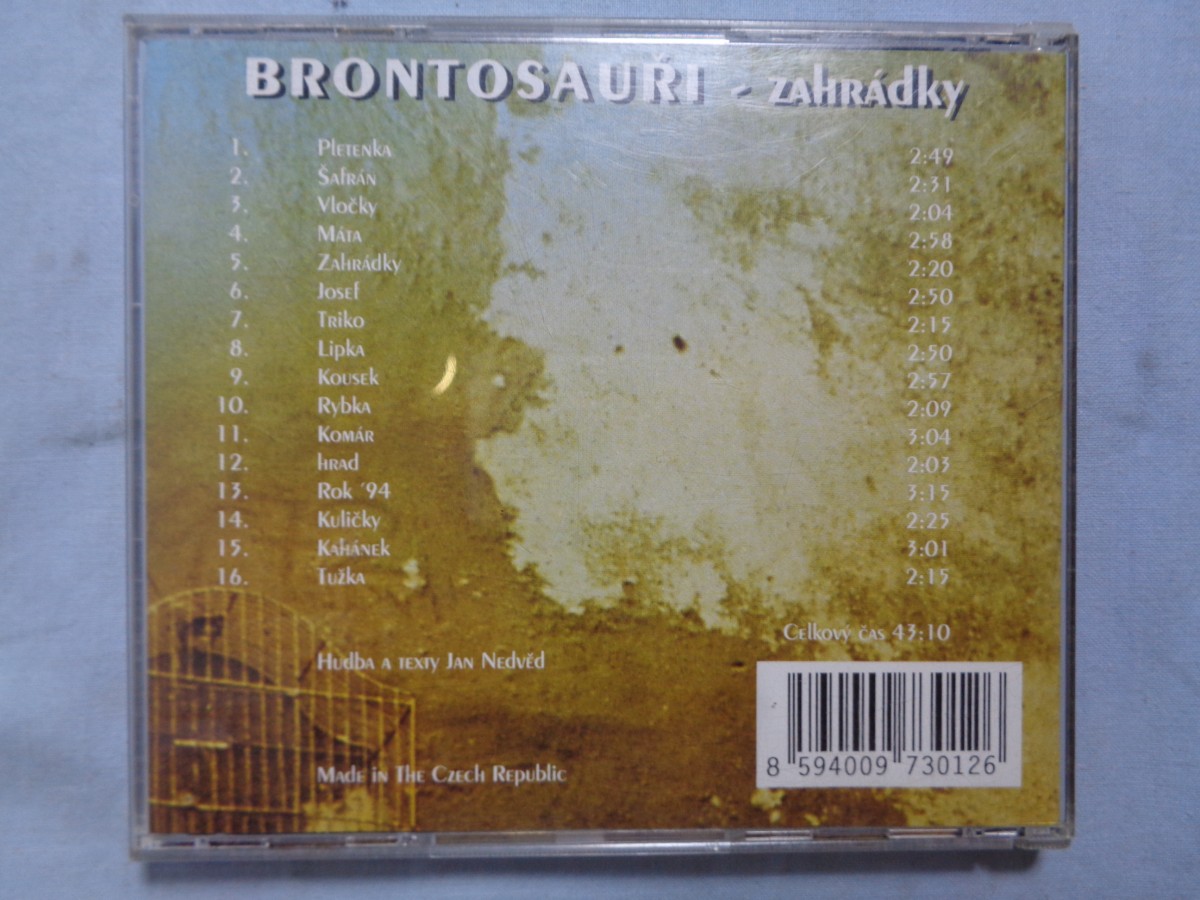 BRONTOSAUŘI - ZAHRÁDKY
1. PLETENKA 2:49
2. ŠAFRÁN 2:31
3. VLOČKY 2:04
4. MÁTA 2:58
5. ZAHRÁDKY 2:20
6. JOSEF 2:50
7. TRIKO 2:15
8. LIPKA 2:50
9. KOUSEK 2:57
10. RYBKA 2:09
11. KOMÁR 3:04
12. HRAD 2:03
13. ROK ´94 3:15
14. KULIČKY 2:25
15. KAHÁNEK 3:01
16. TUŽKA 2:15
CELKOVÝ ČAS 43:10
HUDBA A TEXTY JAN NEDVĚD
MADE IN THE CZECH REPUBLIC
8 594009 730126